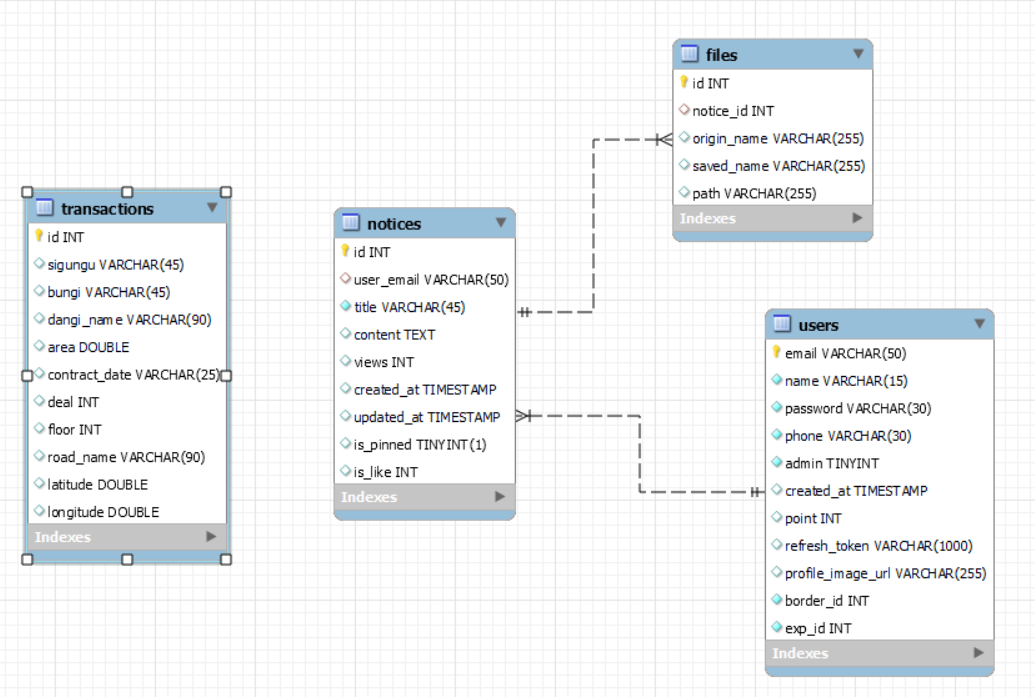 files
id INT
notice_id INT
origin_name VARCHAR(255)
saved_name VARCHAR(255)
path VARCHAR(255)
Indexes
transactions
id INT
sigungu VARCHAR(45)
bungi VARCHAR(45)
dangi_name VARCHAR(90)
area DOUBLE
contract_date VARCHAR(25)
deal INT
floor INT
road_name VARCHAR(90)
latitude DOUBLE
longitude DOUBLE
Indexes
notices
id INT
user_email VARCHAR(50)
title VARCHAR(45)
content TEXT
views INT
created_at TIMESTAMP
updated_at TIMESTAMP
is_pinned TINYINT(1)
is_like INT
Indexes
users
email VARCHAR(50)
name VARCHAR(15)
password VARCHAR(30)
phone VARCHAR(30)
admin TINYINT
created_at TIMESTAMP
point INT
refresh_token VARCHAR(1000)
profile_image_url VARCHAR(255)
border_id INT
exp_id INT
Indexes